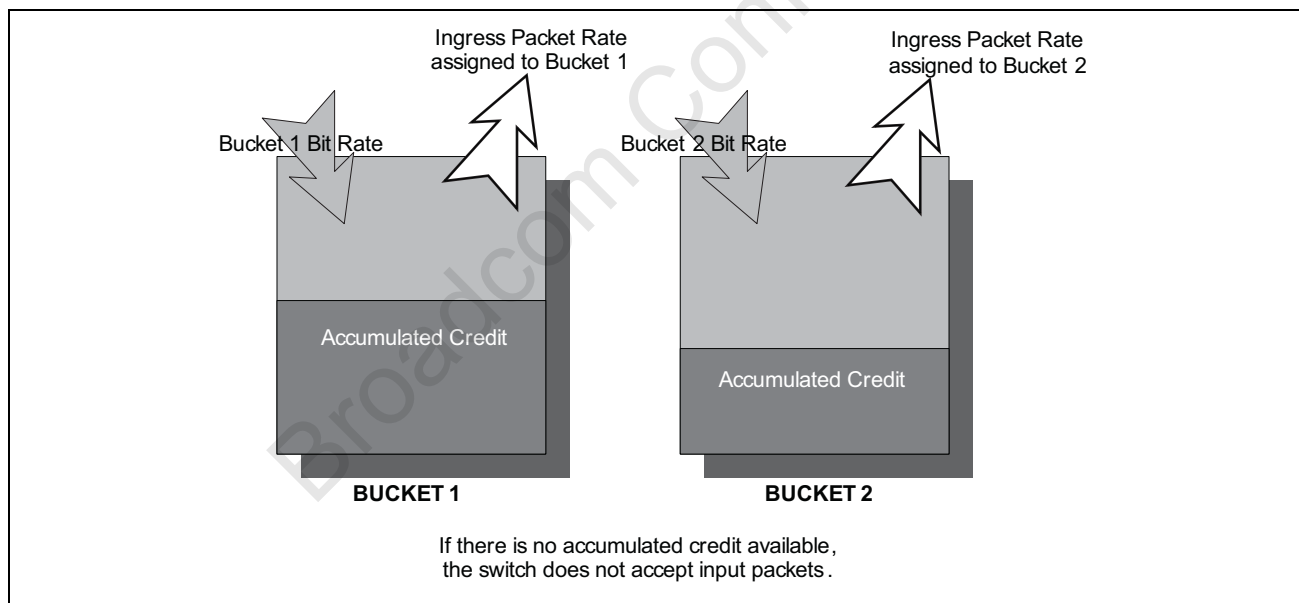 Ingress Packet Rate
assigned to Bucket 1
Ingress Packet Rate
assigned to Bucket 2
Bucket 1 Bit Rate
Bucket 2 Bit Rate
Accumulated Credit
Accumulated Credit
BUCKET 1
BUCKET 2
If there is no accumulated credit available,
the switch does not accept input packets.
Broadcom Com